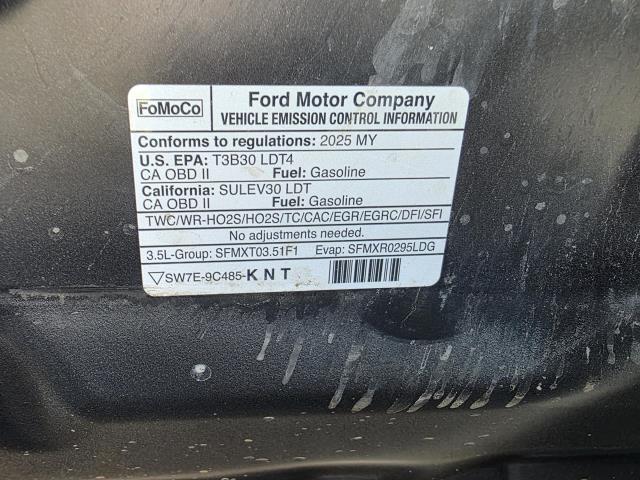 FoMoCo
Ford Motor Company
VEHICLE EMISSION CONTROL INFORMATION
Conforms to regulations: 2025 MY
U.S. EPA: T3B30 LDT4
CA OBD II Fuel: Gasoline
California: SULEV30 LDT
CA OBD II Fuel: Gasoline
TWC/WR-HO2S/HO2S/TC/CAC/EGR/EGRC/DFI/SFI
No adjustments needed.
3.5L-Group: SFMXT03.51F1 Evap: SFMXR0295LDG
SW7E-9C485-K N T